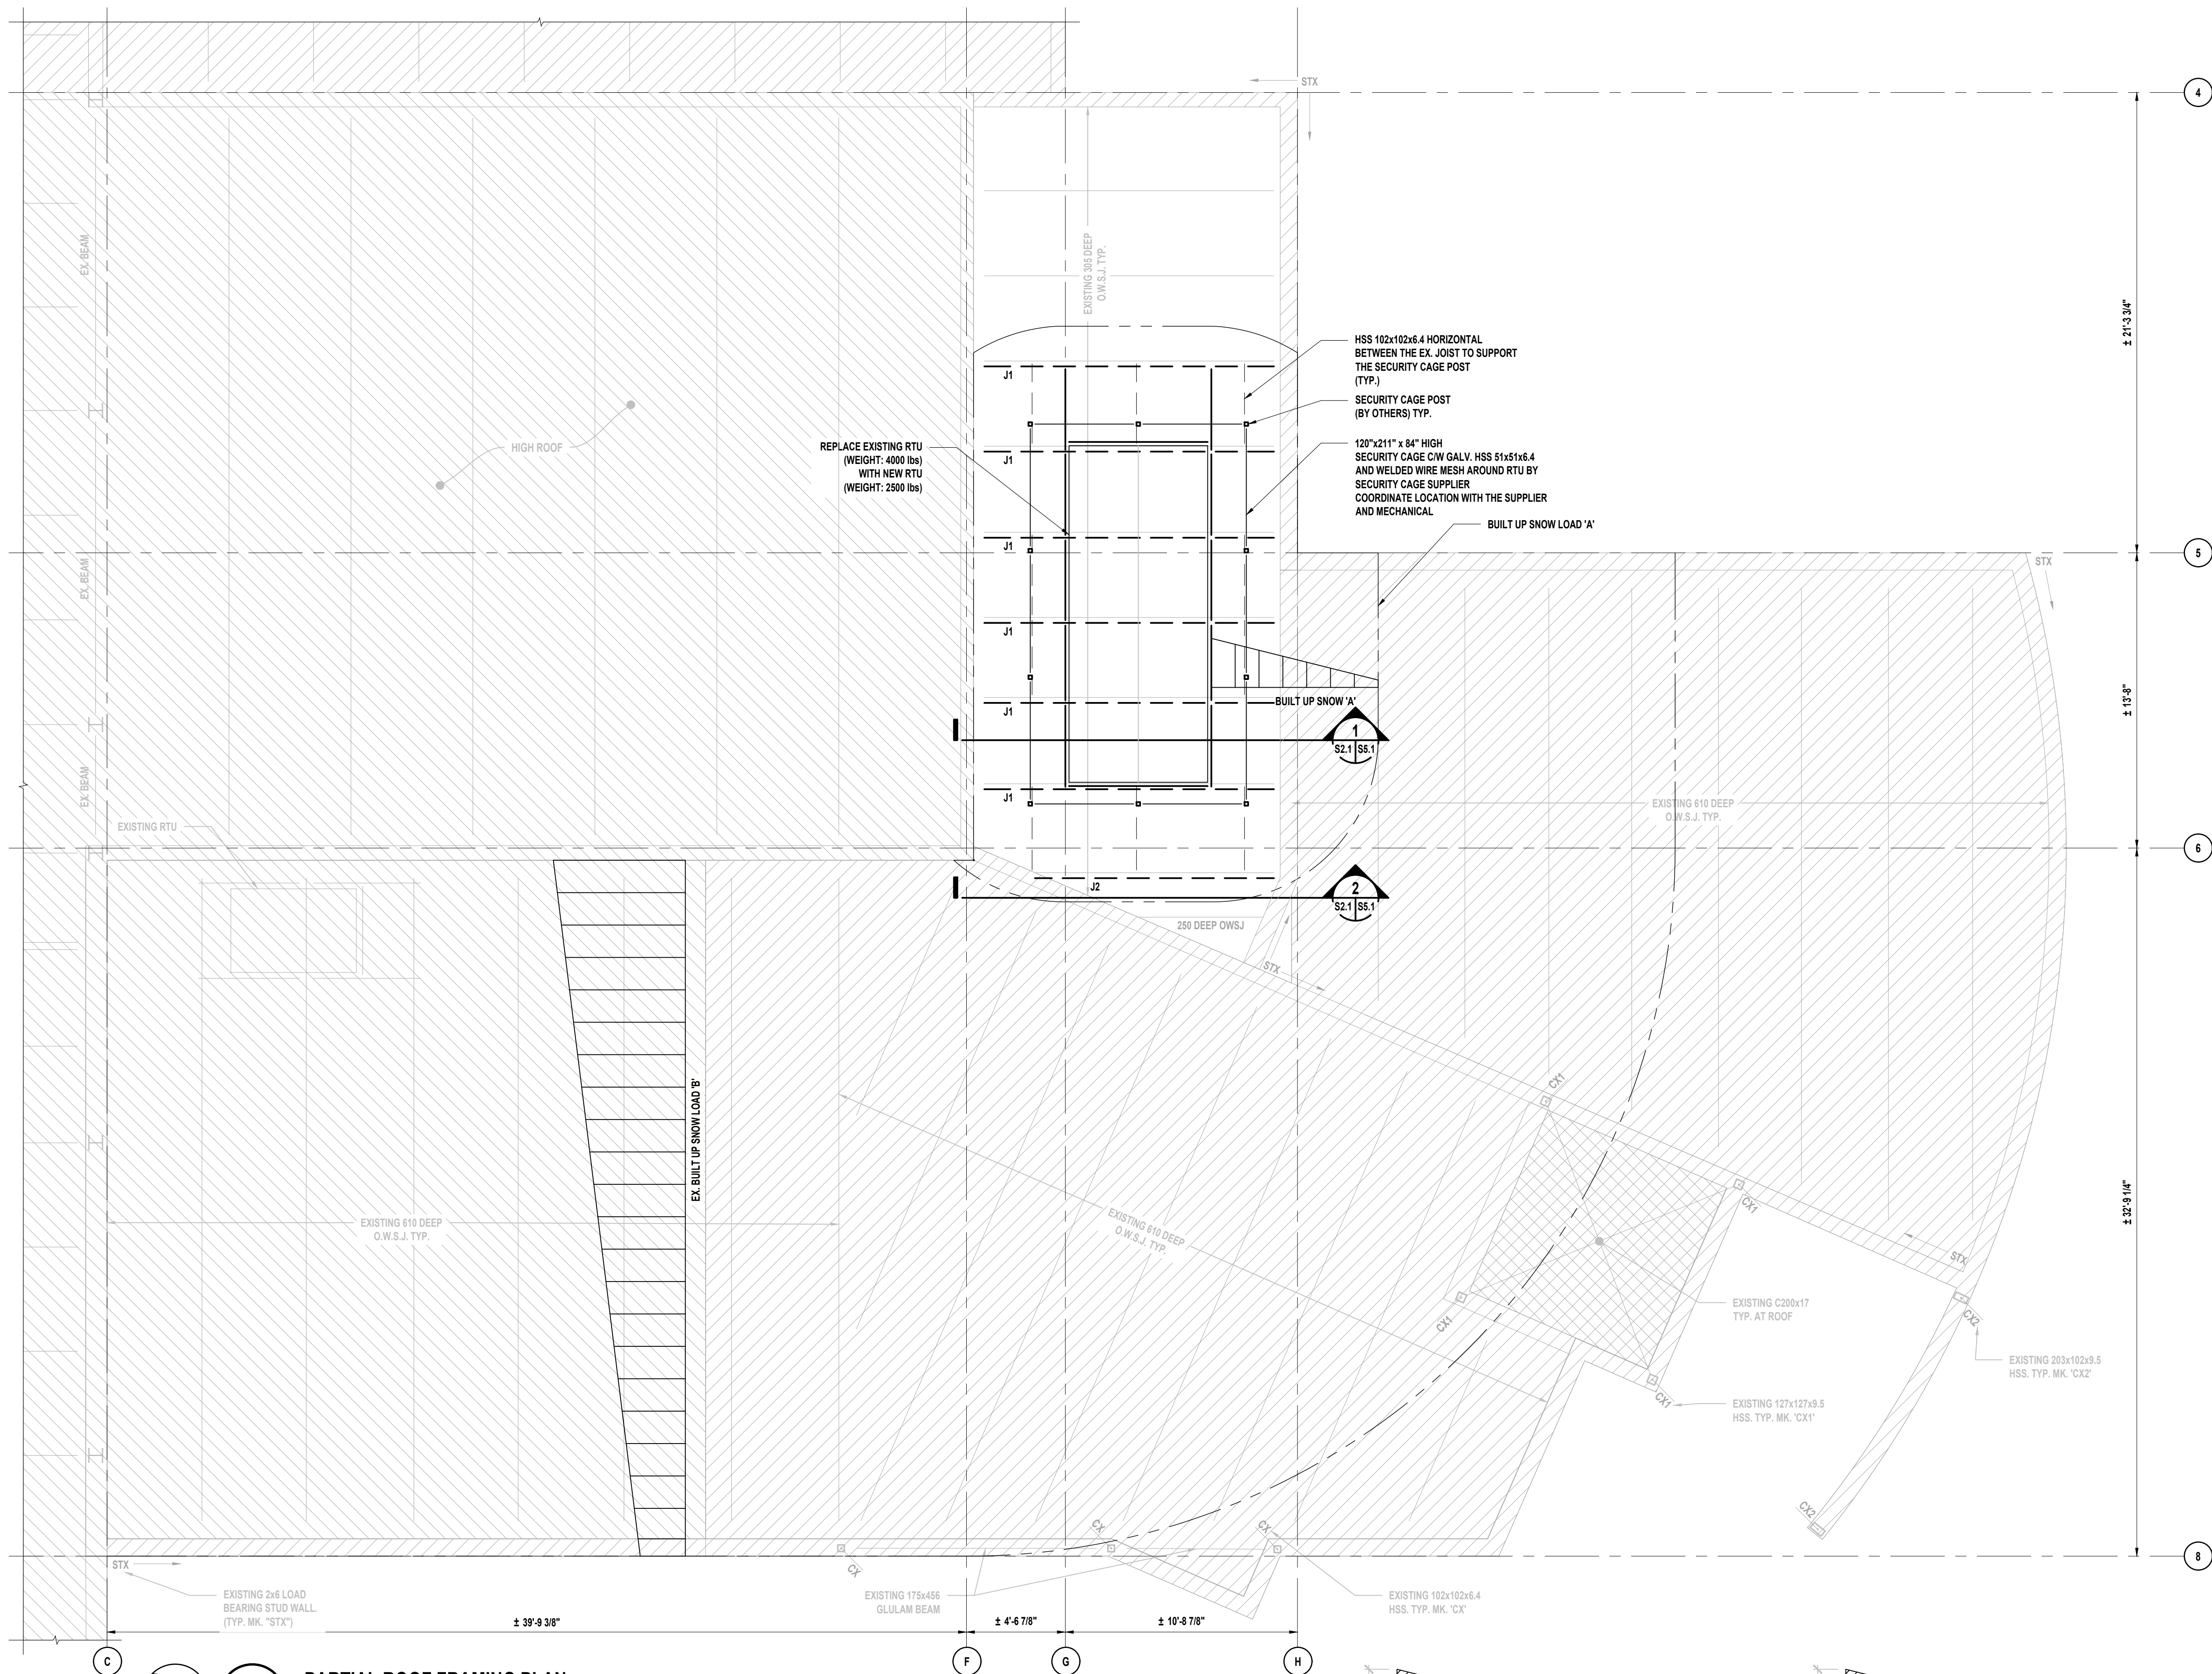 STX
4
EX. BEAM
EXISTING 305 DEEP
O.W.S.J. TYP.
± 21'-3 3/4"
HSS 102x102x6.4 HORIZONTAL
BETWEEN THE EX. JOIST TO SUPPORT
THE SECURITY CAGE POST
(TYP.)
J1
SECURITY CAGE POST
(BY OTHERS) TYP.
HIGH ROOF
REPLACE EXISTING RTU
(WEIGHT: 4000 lbs)
WITH NEW RTU
(WEIGHT: 2500 lbs)
J1
120"x211" x 84" HIGH
SECURITY CAGE C/W GALV. HSS 51x51x6.4
AND WELDED WIRE MESH AROUND RTU BY
SECURITY CAGE SUPPLIER
COORDINATE LOCATION WITH THE SUPPLIER
AND MECHANICAL
BUILT UP SNOW LOAD 'A'
J1
5
STX
EX. BEAM
J1
± 13'-8"
BUILT UP SNOW 'A'
J1
1
S2.1 S5.1
EX. BEAM
J1
EXISTING 610 DEEP
O.W.S.J. TYP.
EXISTING RTU
6
J2
2
S2.1 S5.1
250 DEEP OWSJ
STX
EX. BUILT UP SNOW LOAD 'B'
CX1
CX1
± 32'-9 1/4"
EXISTING 610 DEEP
O.W.S.J. TYP.
EXISTING 610 DEEP
O.W.S.J. TYP.
STX
EXISTING C200x17
TYP. AT ROOF
CX1
CX2
EXISTING 203x102x9.5
HSS. TYP. MK. 'CX2'
CX1
EXISTING 127x127x9.5
HSS. TYP. MK. 'CX1'
CX2
CX
CX
CX
8
STX
EXISTING 2x6 LOAD
BEARING STUD WALL.
(TYP. MK. "STX")
EXISTING 175x456
GLULAM BEAM
EXISTING 102x102x6.4
HSS. TYP. MK. 'CX'
± 39'-9 3/8"
± 4'-6 7/8"
± 10'-8 7/8"
C
F
G
H
PARTIAL ROOF FRAMING PLAN